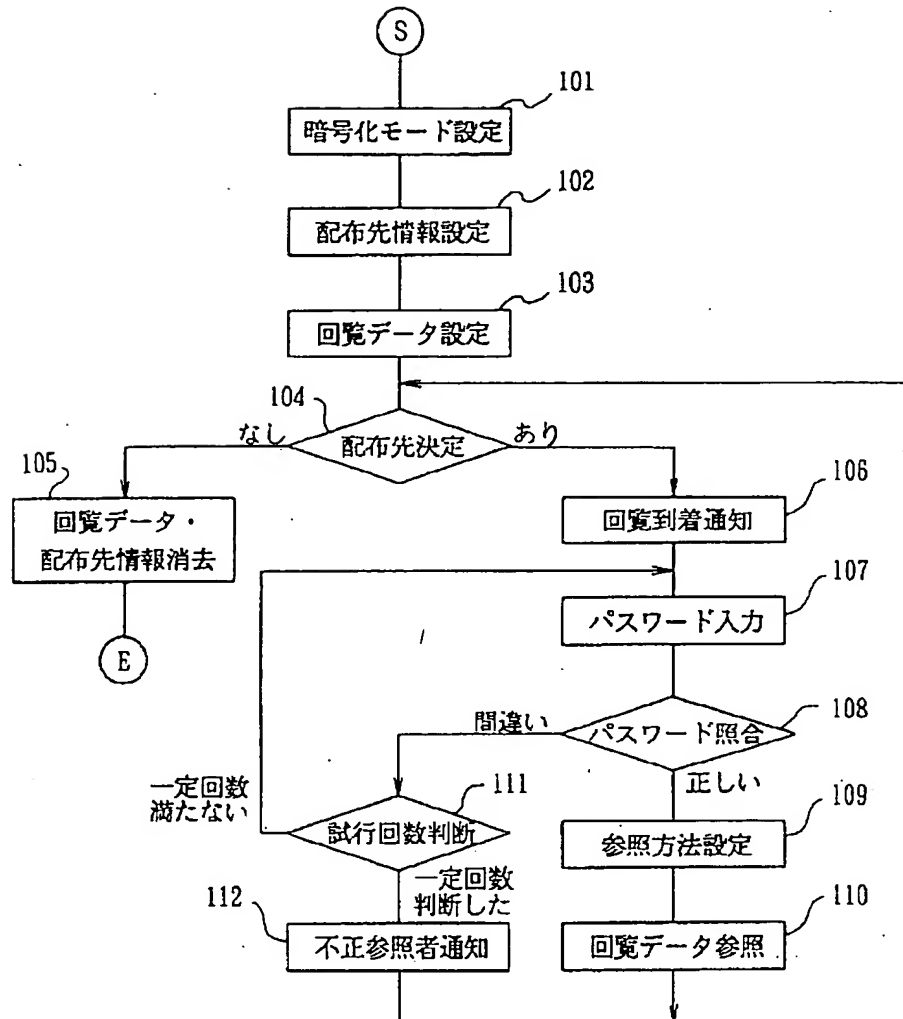 S
101
暗号化モード設定
102
配布先情報設定
103
回覧データ設定
104
なし
配布先決定
あり
105
回覧データ・
配布先情報消去
E
106
回覧到着通知
107
パスワード入力
108
間違い
パスワード照合
正しい
一定回数
満たない
111
試行回数判断
109
参照方法設定
一定回数
判断した
112
不正参照者通知
110
回覧データ参照